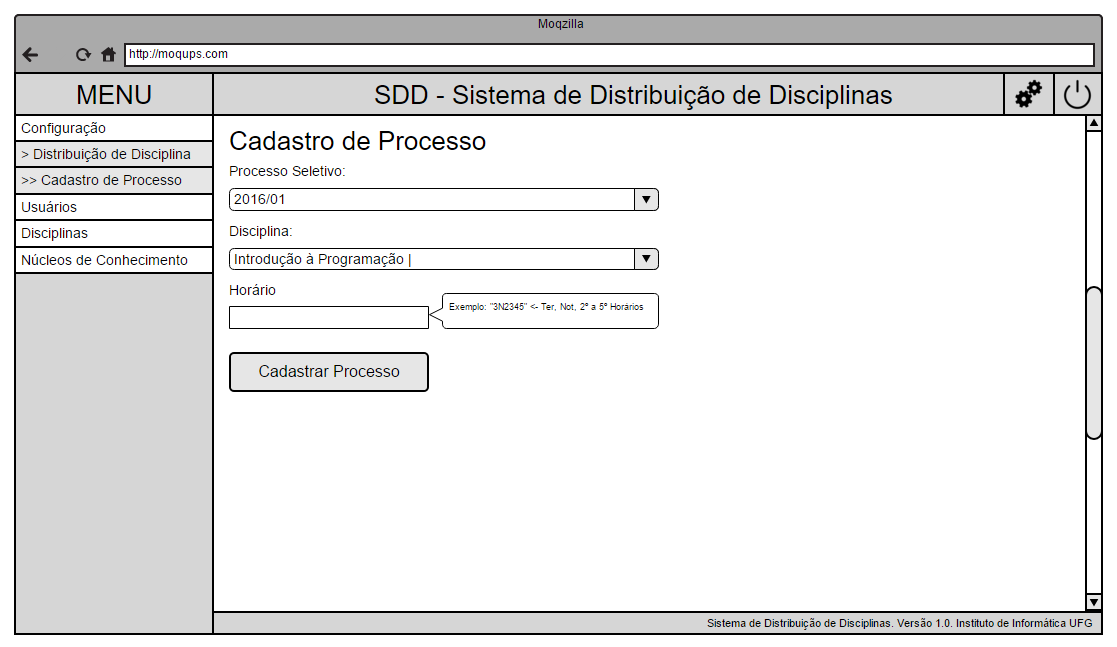 Moqzilla
http://moqups.com
MENU
SDD - Sistema de Distribuição de Disciplinas
Configuração
> Distribuição de Disciplina
>> Cadastro de Processo
Usuários
Disciplinas
Núcleos de Conhecimento
Cadastro de Processo
Processo Seletivo:
2016/01
Disciplina:
Introdução à Programação |
Horário
Exemplo: "3N2345" <- Ter, Not, 2º a 5º Horários
Cadastrar Processo
Sistema de Distribuição de Disciplinas. Versão 1.0. Instituto de Informática UFG